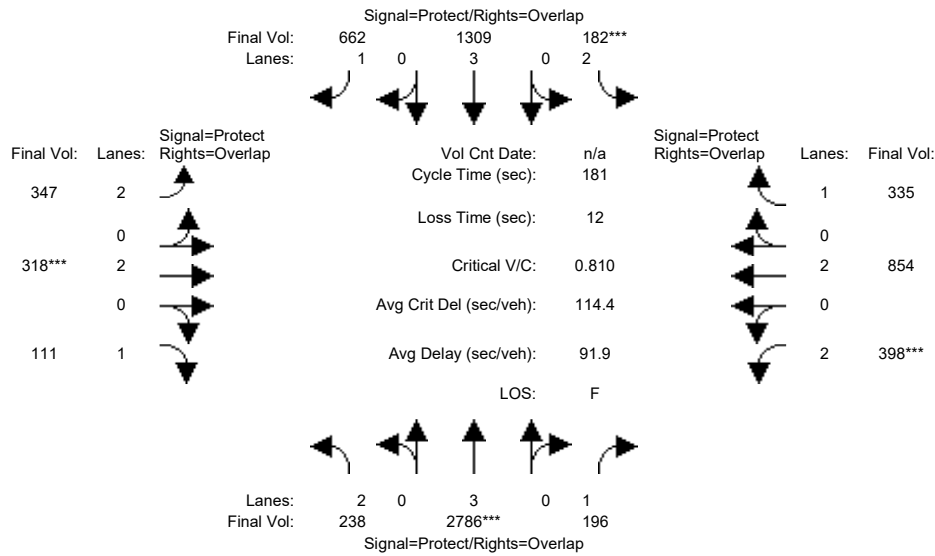 Signal=Protect/Rights=Overlap
Final Vol: 662 1309 182***
Lanes: 1 0 3 0 2
Signal=Protect Signal=Protect
Final Vol: Lanes: Rights=Overlap Vol Cnt Date: n/a Rights=Overlap Lanes: Final Vol:
Cycle Time (sec): 181
347 2 1 335
Loss Time (sec): 12
0 0
318*** 2 Critical V/C: 0.810 2 854
0 Avg Crit Del (sec/veh): 114.4 0
111 1 Avg Delay (sec/veh): 91.9 2 398***
LOS: F
Lanes: 2 0 3 0 1
Final Vol: 238 2786*** 196
Signal=Protect/Rights=Overlap